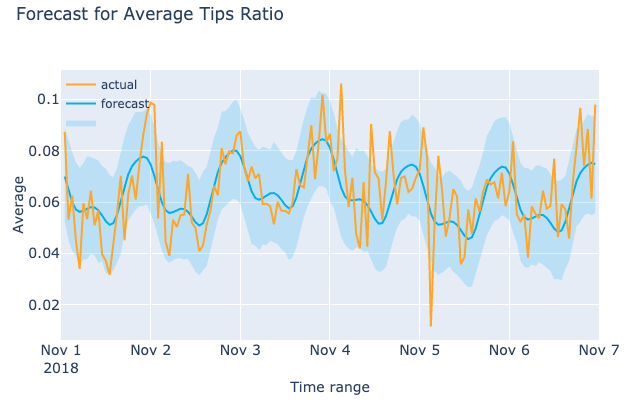 Forecast for Average Tips Ratio
actual
forecast
0.1
0.08
0.06
0.04
0.02
Average
Nov 1
2018
Nov 2
Nov 3
Nov 4
Nov 5
Nov 6
Nov 7
Time range